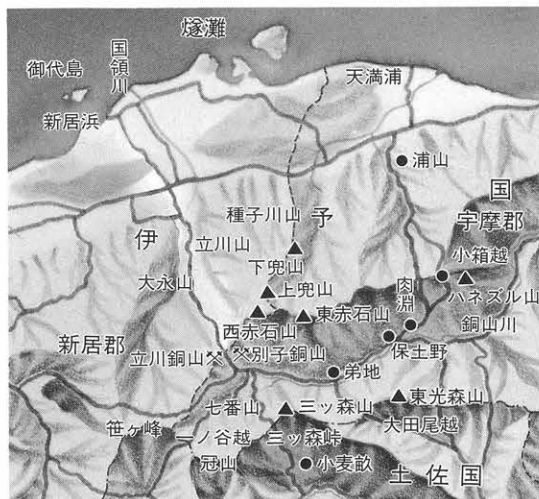 燧灘
御代島
国領川
天満浦
新居浜
浦山
国
宇摩郡
種子川山
予
小箱越
伊
立川山
下兜山
大永山
上兜山
肉淵
ハネズル山
東赤石山
銅山川
西赤石山
新居郡
立川銅山
別子銅山
保土野
弟地
七番山
三ッ森山
東光森山
笹ヶ峰
一ノ谷越
三ッ森峠
大田尾越
冠山
小麦畝
土佐国